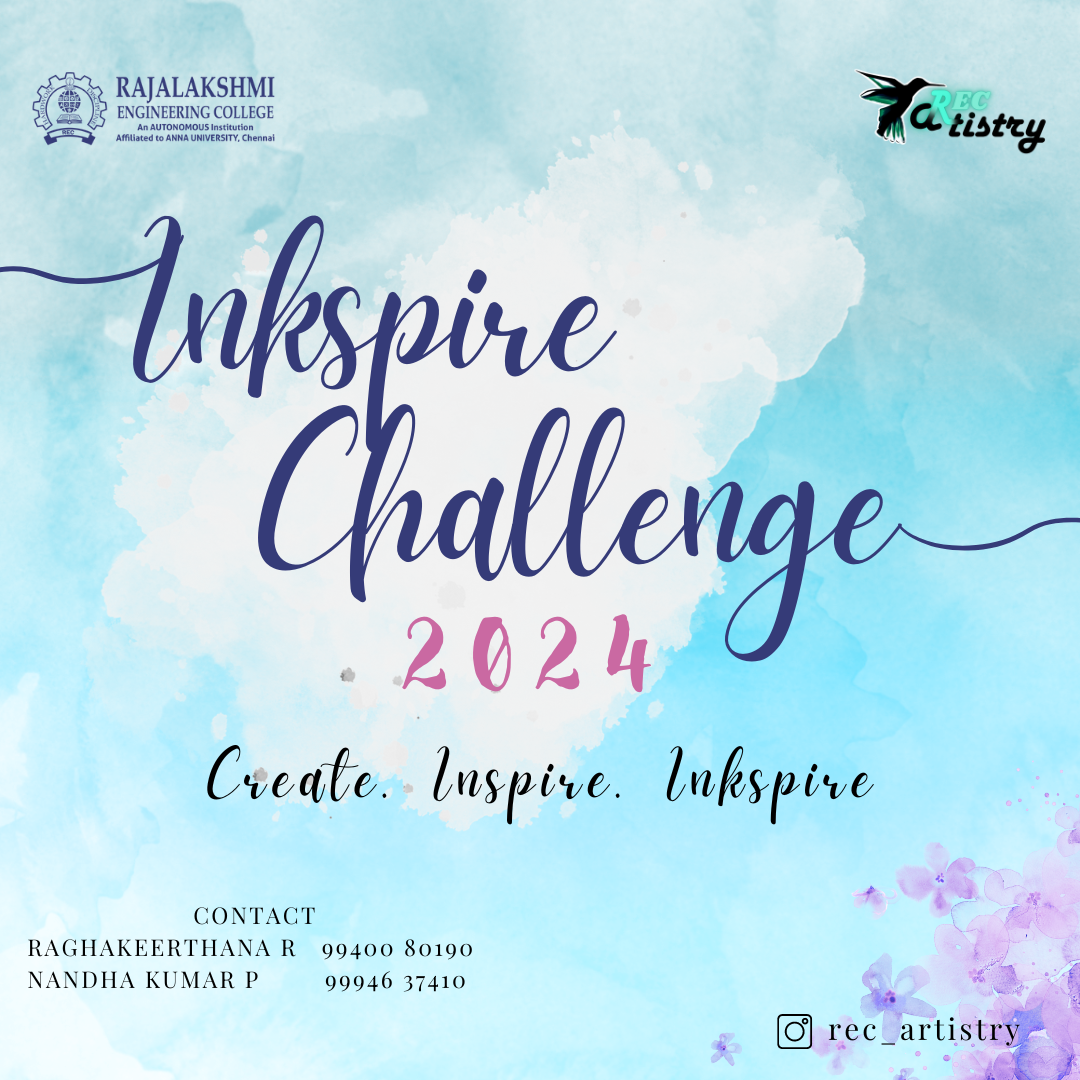 RAJALAKSHMI
ENGINEERING COLLEGE
An AUTONOMOUS Institution
Affiliated to ANNA UNIVERSITY, Chennai
REC
REC
artistry
Inkspire
Challenge
2024
Create. Inspire. Inkspire
CONTACT
RAGHAKEERTHANA R 99400 80190
NANDHA KUMAR P 99946 37410
rec_artistry